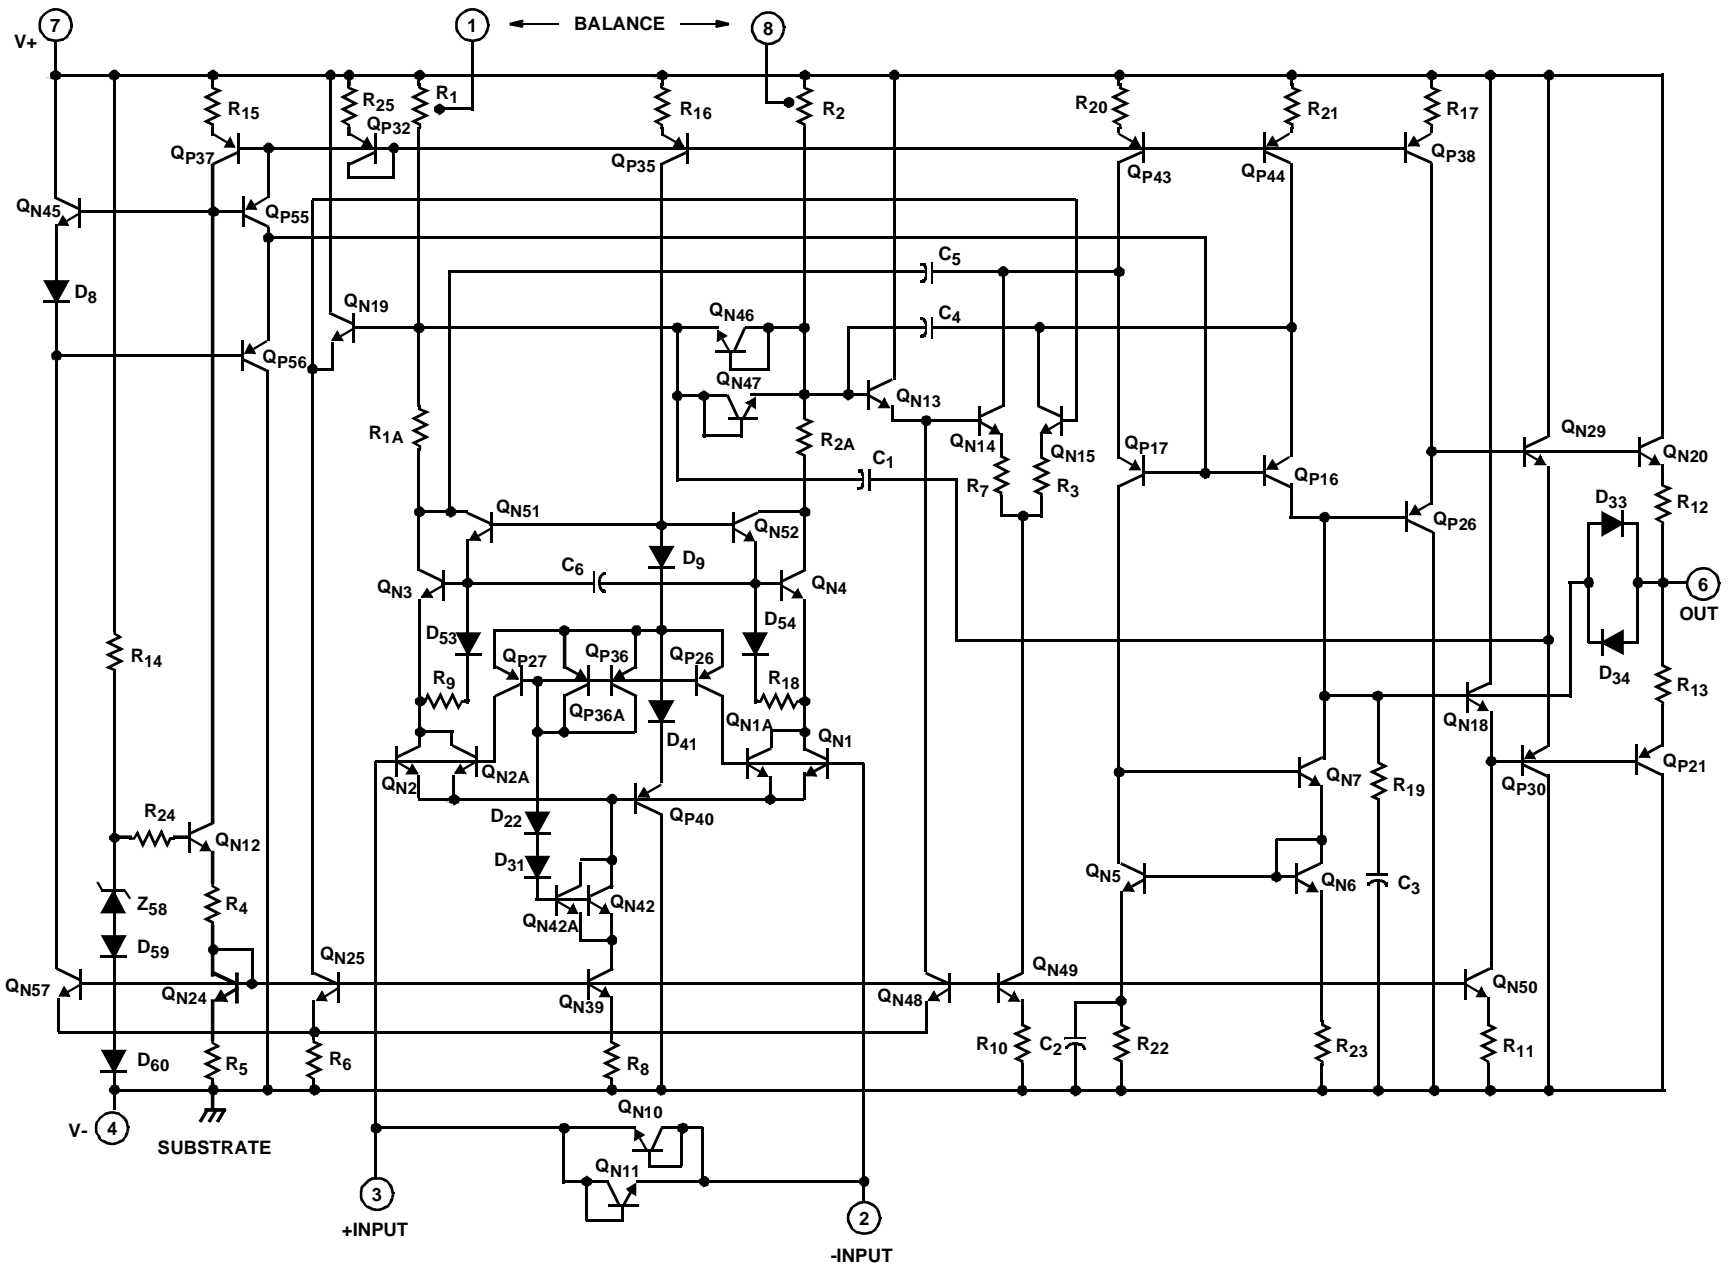 7
1
BALANCE
8
V+
R15
R25
R1
R16
R2
R20
R21
R17
QP32
QP37
QP35
QP43
QP44
QP38
QN45
QP55
C5
D8
QN19
QN46
C4
QP56
QN47
QN13
R1A
R2A
QN14
QN15
QP17
QN29
QN20
C1
R7
R3
QP16
D33
R12
QN51
QN52
QP26
D9
C6
QN3
QN4
6
OUT
D53
D54
R14
QP27
QP36
QP26
D34
R9
R18
R13
QP36A
QN1A
QN18
D41
QN1
QN2
QN2A
QN7
R19
QP30
QP21
R24
QN12
D22
QP40
D31
QN5
QN6
C3
Z58
R4
QN42A
QN42
D59
QN57
QN24
QN25
QN39
QN48
QN49
QN50
D60
R5
R6
R8
R10
C2
R22
R23
R11
V-
4
SUBSTRATE
QN10
QN11
3
+INPUT
2
-INPUT